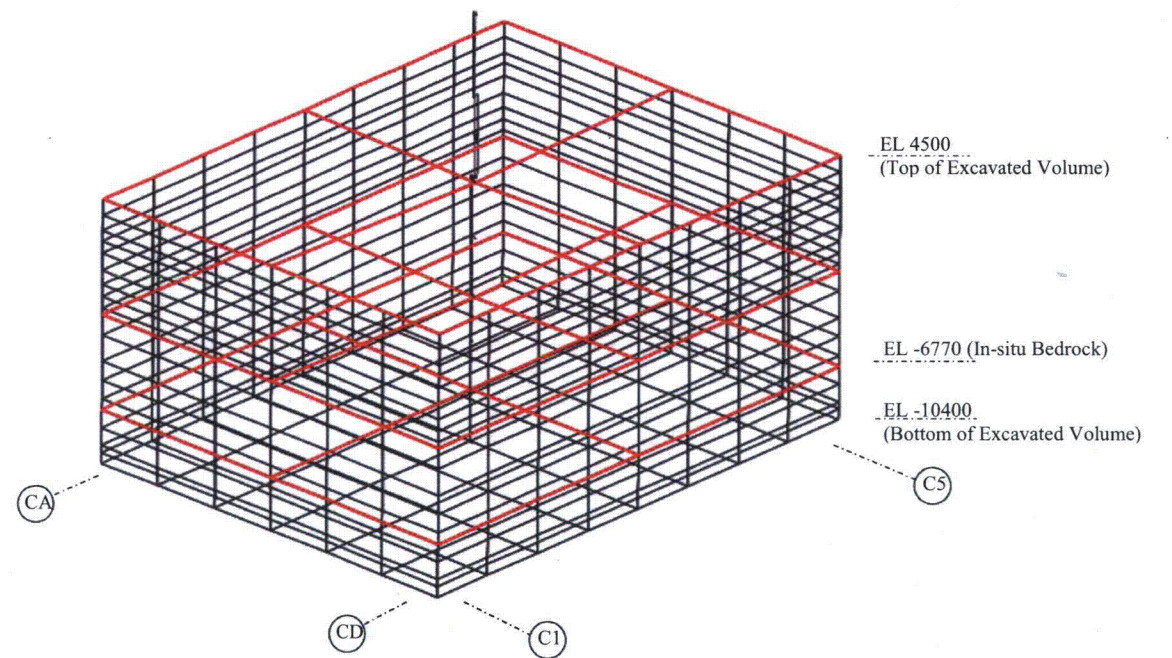 EL 4500
(Top of Excavated Volume)
EL -6770 (In-situ Bedrock)
EL -10400
(Bottom of Excavated Volume)
CA
C5
CD
C1